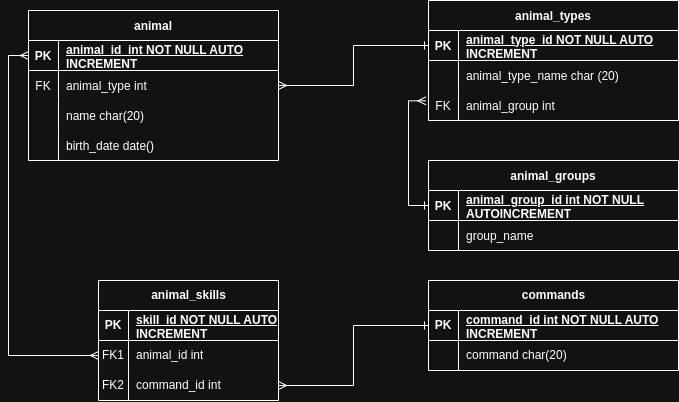 animal
PK animal_id_int NOT NULL AUTO
INCREMENT
FK animal_type int
name char(20)
birth_date date()
animal_types
PK animal_type_id NOT NULL AUTO
INCREMENT
animal_type_name char (20)
FK animal_group int
animal_groups
PK animal_group_id int NOT NULL
AUTOINCREMENT
group_name
animal_skills
PK skill_id NOT NULL AUTO
INCREMENT
FK1 animal_id int
FK2 command_id int
commands
PK command_id int NOT NULL AUTO
INCREMENT
command char(20)